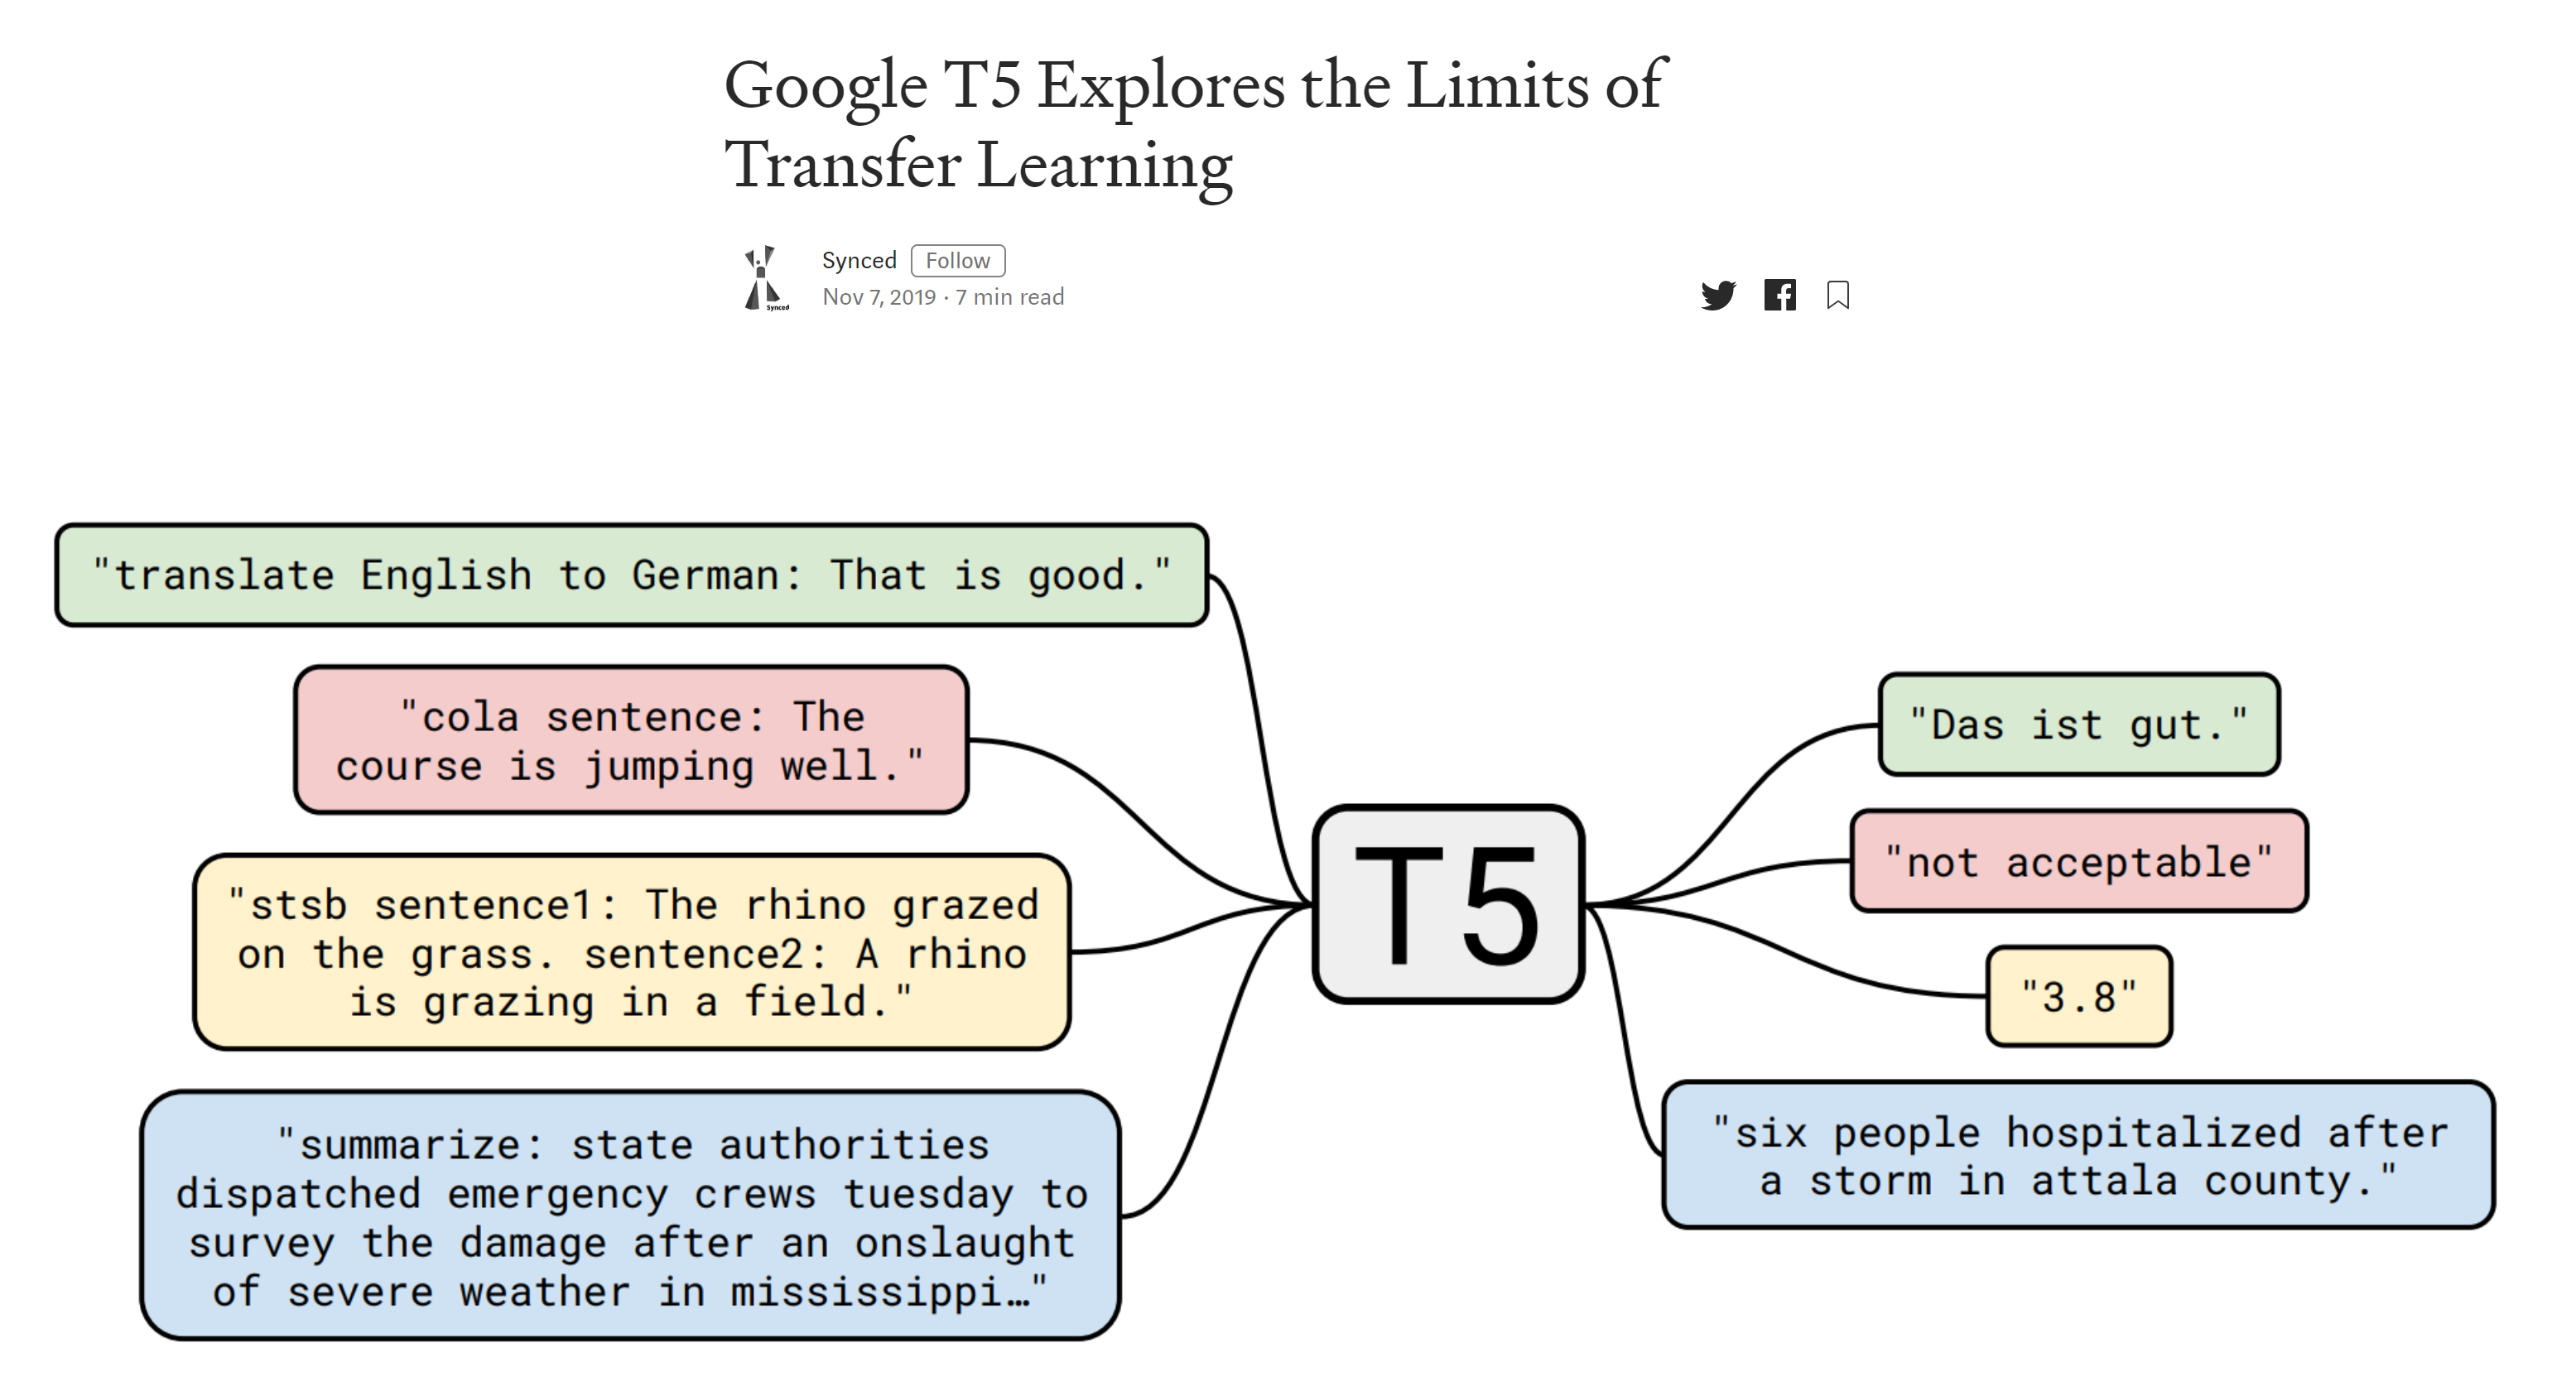 Google T5 Explores the Limits of
Transfer Learning
Synced Follow
Nov 7, 2019 · 7 min read
Synced
"translate English to German: That is good."
"cola sentence: The
course is jumping well."
"stsb sentence1: The rhino grazed
on the grass. sentence2: A rhino
is grazing in a field."
"summarize: state authorities
dispatched emergency crews tuesday to
survey the damage after an onslaught
of severe weather in mississippi…"
T5
"Das ist gut."
"not acceptable"
"3.8"
"six people hospitalized after
a storm in attala county."